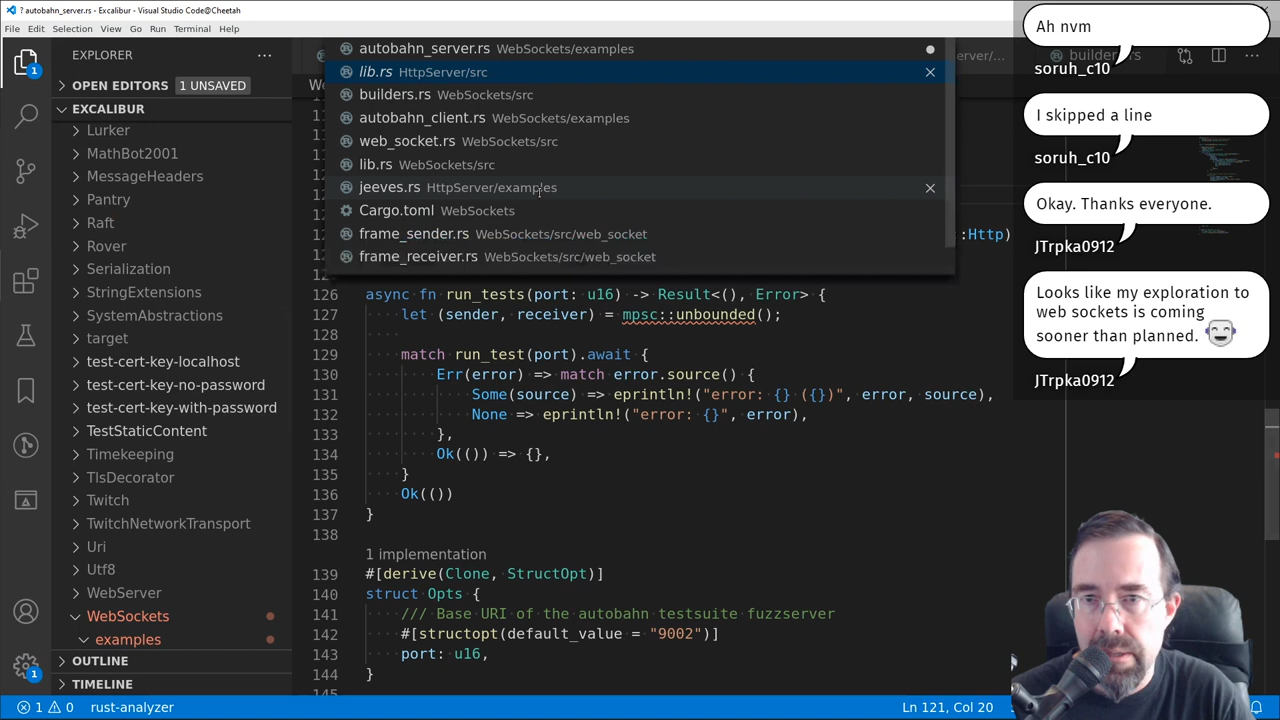 ? autobahn_server.rs - Excalibur - Visual Studio Code@Cheetah
File Edit Selection View Go Run Terminal Help
EXPLORER ···
OPEN EDITORS 1 UNSAVED
EXCALIBUR
Lurker
MathBot2001
MessageHeaders
Pantry
Raft
Rover
Serialization
StringExtensions
SystemAbstractions
target
test-cert-key-localhost
test-cert-key-no-password
test-cert-key-with-password
TestStaticContent
Timekeeping
TlsDecorator
Twitch
TwitchNetworkTransport
Uri
Utf8
WebServer
WebSockets
examples
OUTLINE
TIMELINE
1
1
autobahn_server.rs WebSockets/examples
lib.rs HttpServer/src
builders.rs WebSockets/src
autobahn_client.rs WebSockets/examples
web_socket.rs WebSockets/src
lib.rs WebSockets/src
jeeves.rs HttpServer/examples
Cargo.toml WebSockets
frame_sender.rs WebSockets/src/web_socket
frame_receiver.rs WebSockets/src/web_socket
builders.rs
:Http)
126 async fn run_tests(port: u16) -> Result<(), Error> {
127 let (sender, receiver) = mpsc::unbounded();
128
129 match run_test(port).await {
130 Err(error) => match error.source() {
131 Some(source) => eprintln!("error: {} ({})", error, source),
132 None => eprintln!("error: {}", error),
133 },
134 Ok(()) => {},
135 }
136 Ok(())
137 }
138
1 implementation
139 #[derive(Clone, StructOpt)]
140 struct Opts {
141 /// Base URI of the autobahn testsuite fuzzserver
142 #[structopt(default_value = "9002")]
143 port: u16,
144 }
145
Ah nvm
soruh_c10
I skipped a line
soruh_c10
Okay. Thanks everyone.
JTrpka0912
Looks like my exploration to
web sockets is coming
sooner than planned.
JTrpka0912
1 0 rust-analyzer Ln 121, Col 20